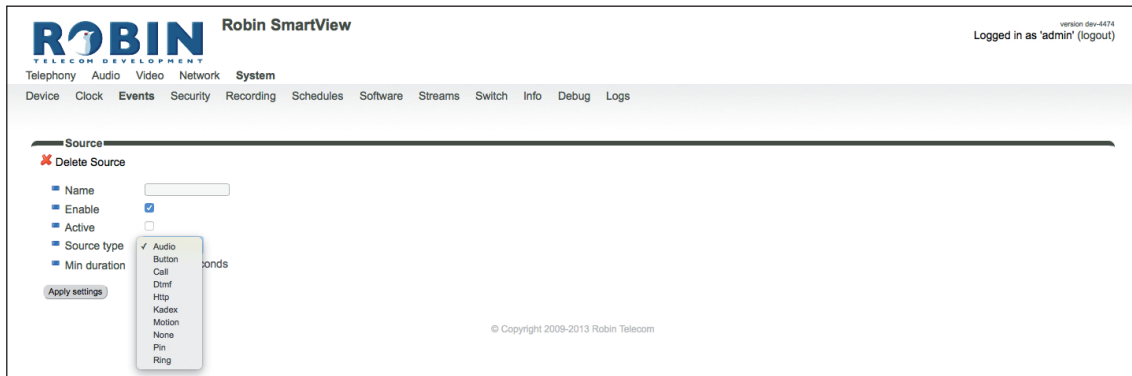 ROBIN
TELECOM DEVELOPMENT
Robin SmartView
version dev-4474
Logged in as 'admin' (logout)
Telephony Audio Video Network System
Device Clock Events Security Recording Schedules Software Streams Switch Info Debug Logs
Source
Delete Source
Name
Enable
Active
Source type
Min duration
✓ Audio
Button
Call
Dtmf
Http
Kadex
Motion
None
Pin
Ring
Apply settings
© Copyright 2009-2013 Robin Telecom